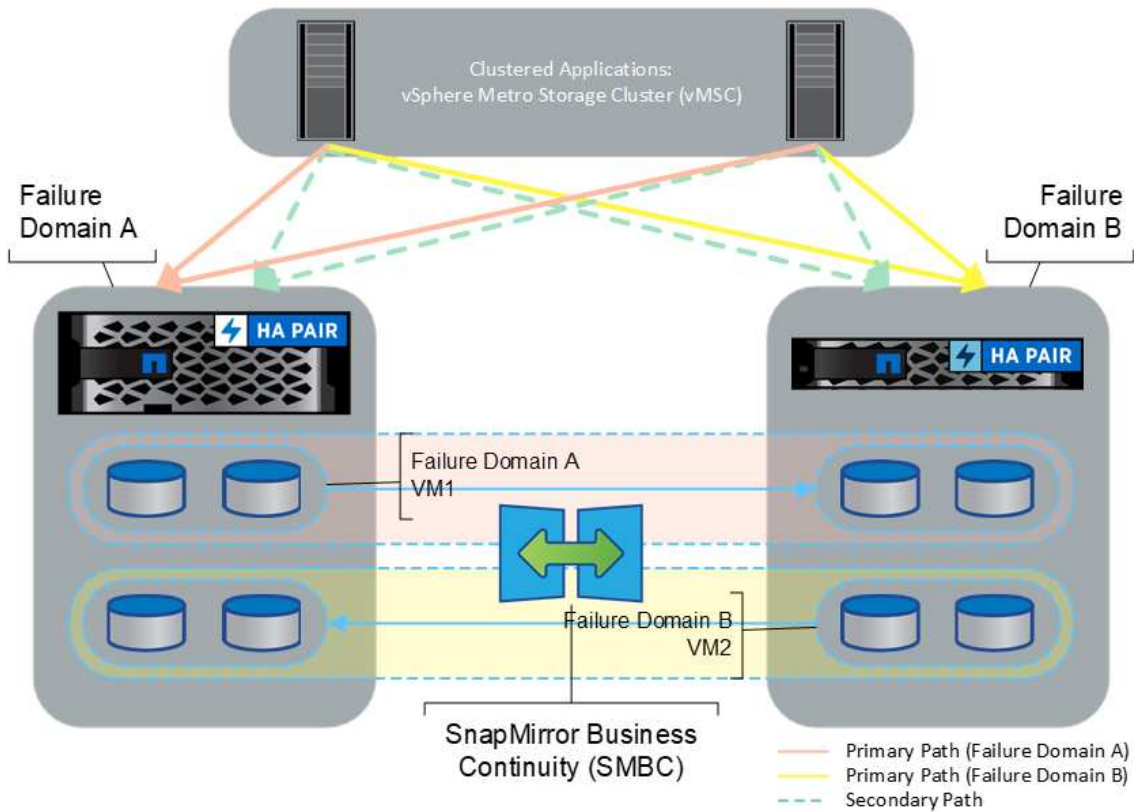 Clustered Applications:
vSphere Metro Storage Cluster (vMSC)
Failure
Domain A
Failure
Domain B
HA PAIR
HA PAIR
Failure Domain A
VM1
Failure Domain B
VM2
SnapMirror Business
Continuity (SMBC)
Primary Path (Failure Domain A)
Primary Path (Failure Domain B)
Secondary Path